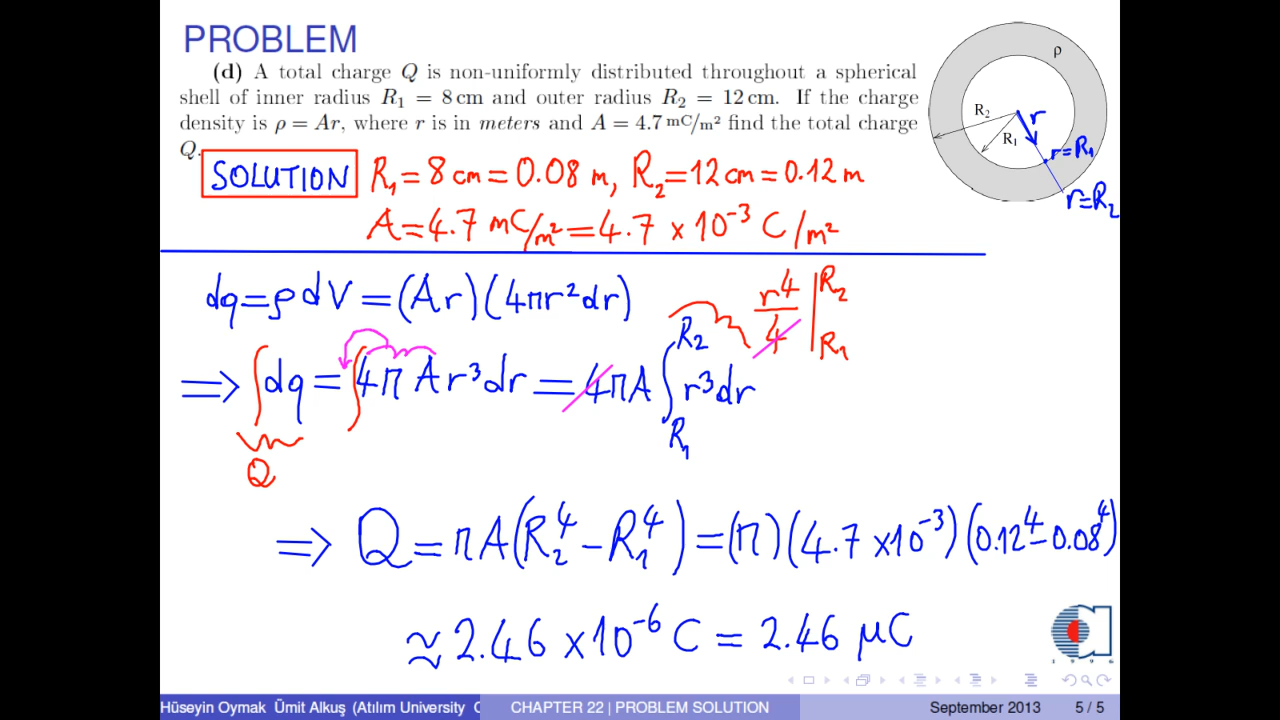 PROBLEM
(d) A total charge Q is non-uniformly distributed throughout a spherical
shell of inner radius R₁ = 8 cm and outer radius R₂ = 12 cm. If the charge
density is ρ = Ar, where r is in meters and A = 4.7 mC/m² find the total charge
Q.
ρ
R₂
R₁
r
r=R₁
r=R₂
SOLUTION R₁ = 8 cm = 0.08 m, R₂ = 12 cm = 0.12 m
A = 4.7 mC/m² = 4.7 × 10⁻³ C/m²
dq = ρ dV = (Ar)(4πr²dr)
r⁴/4 |R₂ R₁
⟹ ∫dq = ∫4πAr³dr = 4πA ∫R₁ R₂ r³dr
Q
⟹ Q = πA(R₂⁴ − R₁⁴) = (π)(4.7 × 10⁻³)(0.12⁴ − 0.08⁴)
≈ 2.46 × 10⁻⁶ C = 2.46 μC
1 9 9 6
Hüseyin Oymak Ümit Alkuş (Atılım University C
CHAPTER 22 | PROBLEM SOLUTION
September 2013
5 / 5